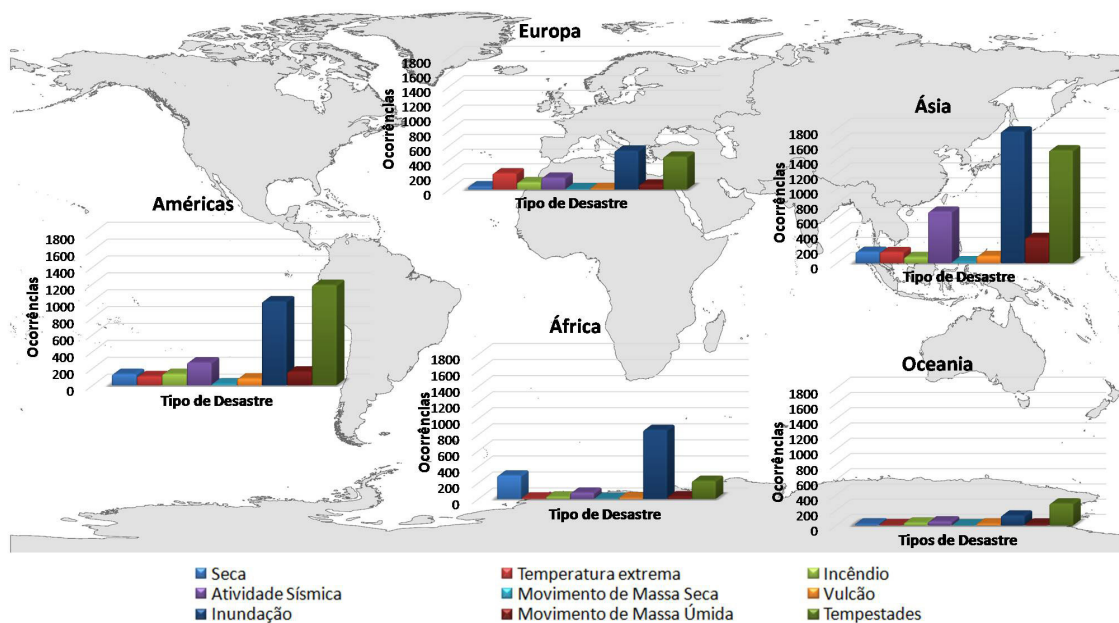 Europa
1800
1600
1400
1200
1000
800
600
400
200
0
Ocorrências
Tipo de Desastre
Ásia
1800
1600
1400
1200
1000
800
600
400
200
0
Ocorrências
Tipo de Desastre
Américas
1800
1600
1400
1200
1000
800
600
400
200
0
Ocorrências
Tipo de Desastre
África
1800
1600
1400
1200
1000
800
600
400
200
0
Ocorrências
Tipo de Desastre
Oceania
1800
1600
1400
1200
1000
800
600
400
200
0
Ocorrências
Tipos de Desastre
Seca
Temperatura extrema
Incêndio
Atividade Sísmica
Movimento de Massa Seca
Vulcão
Inundação
Movimento de Massa Úmida
Tempestades